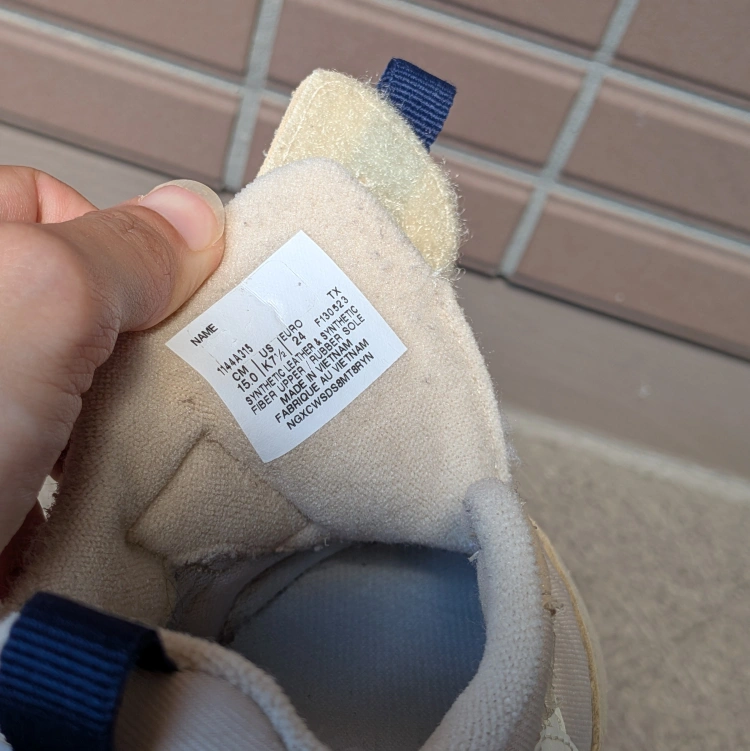 NAME
1144A315 TX
CM US EURO
15.0 K7½ 24 F130523
SYNTHETIC LEATHER & SYNTHETIC
FIBER UPPER / RUBBER SOLE
MADE IN VIETNAM
FABRIQUE AU VIETNAM
NGXCWSDS8MT8RYN